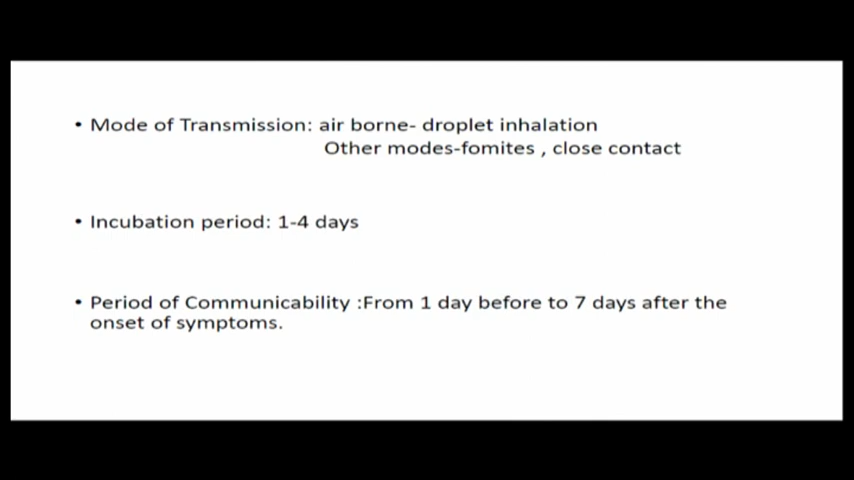 • Mode of Transmission: air borne- droplet inhalation
Other modes-fomites , close contact
• Incubation period: 1-4 days
• Period of Communicability :From 1 day before to 7 days after the
onset of symptoms.